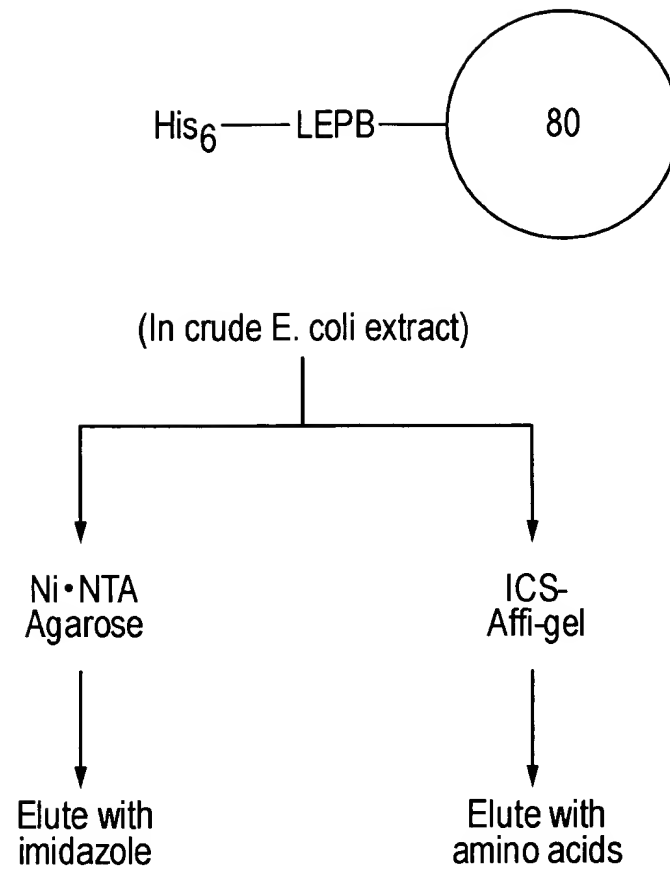 His6 LEPB 80
(In crude E. coli extract)
Ni•NTA
Agarose
ICS-
Affi-gel
Elute with
imidazole
Elute with
amino acids